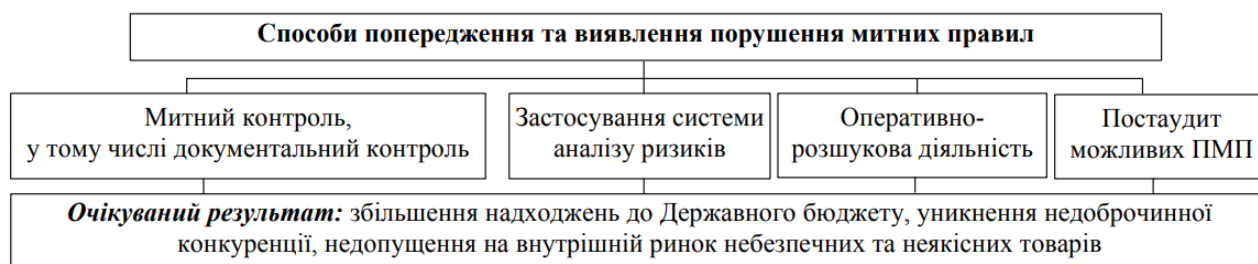 Способи попередження та виявлення порушення митних правил
Митний контроль,
у тому числі документальний контроль
Застосування системи
аналізу ризиків
Оперативно-
розшукова діяльність
Постаудит
можливих ПМП
Очікуваний результат: збільшення надходжень до Державного бюджету, уникнення недоброчинної
конкуренції, недопущення на внутрішній ринок небезпечних та неякісних товарів